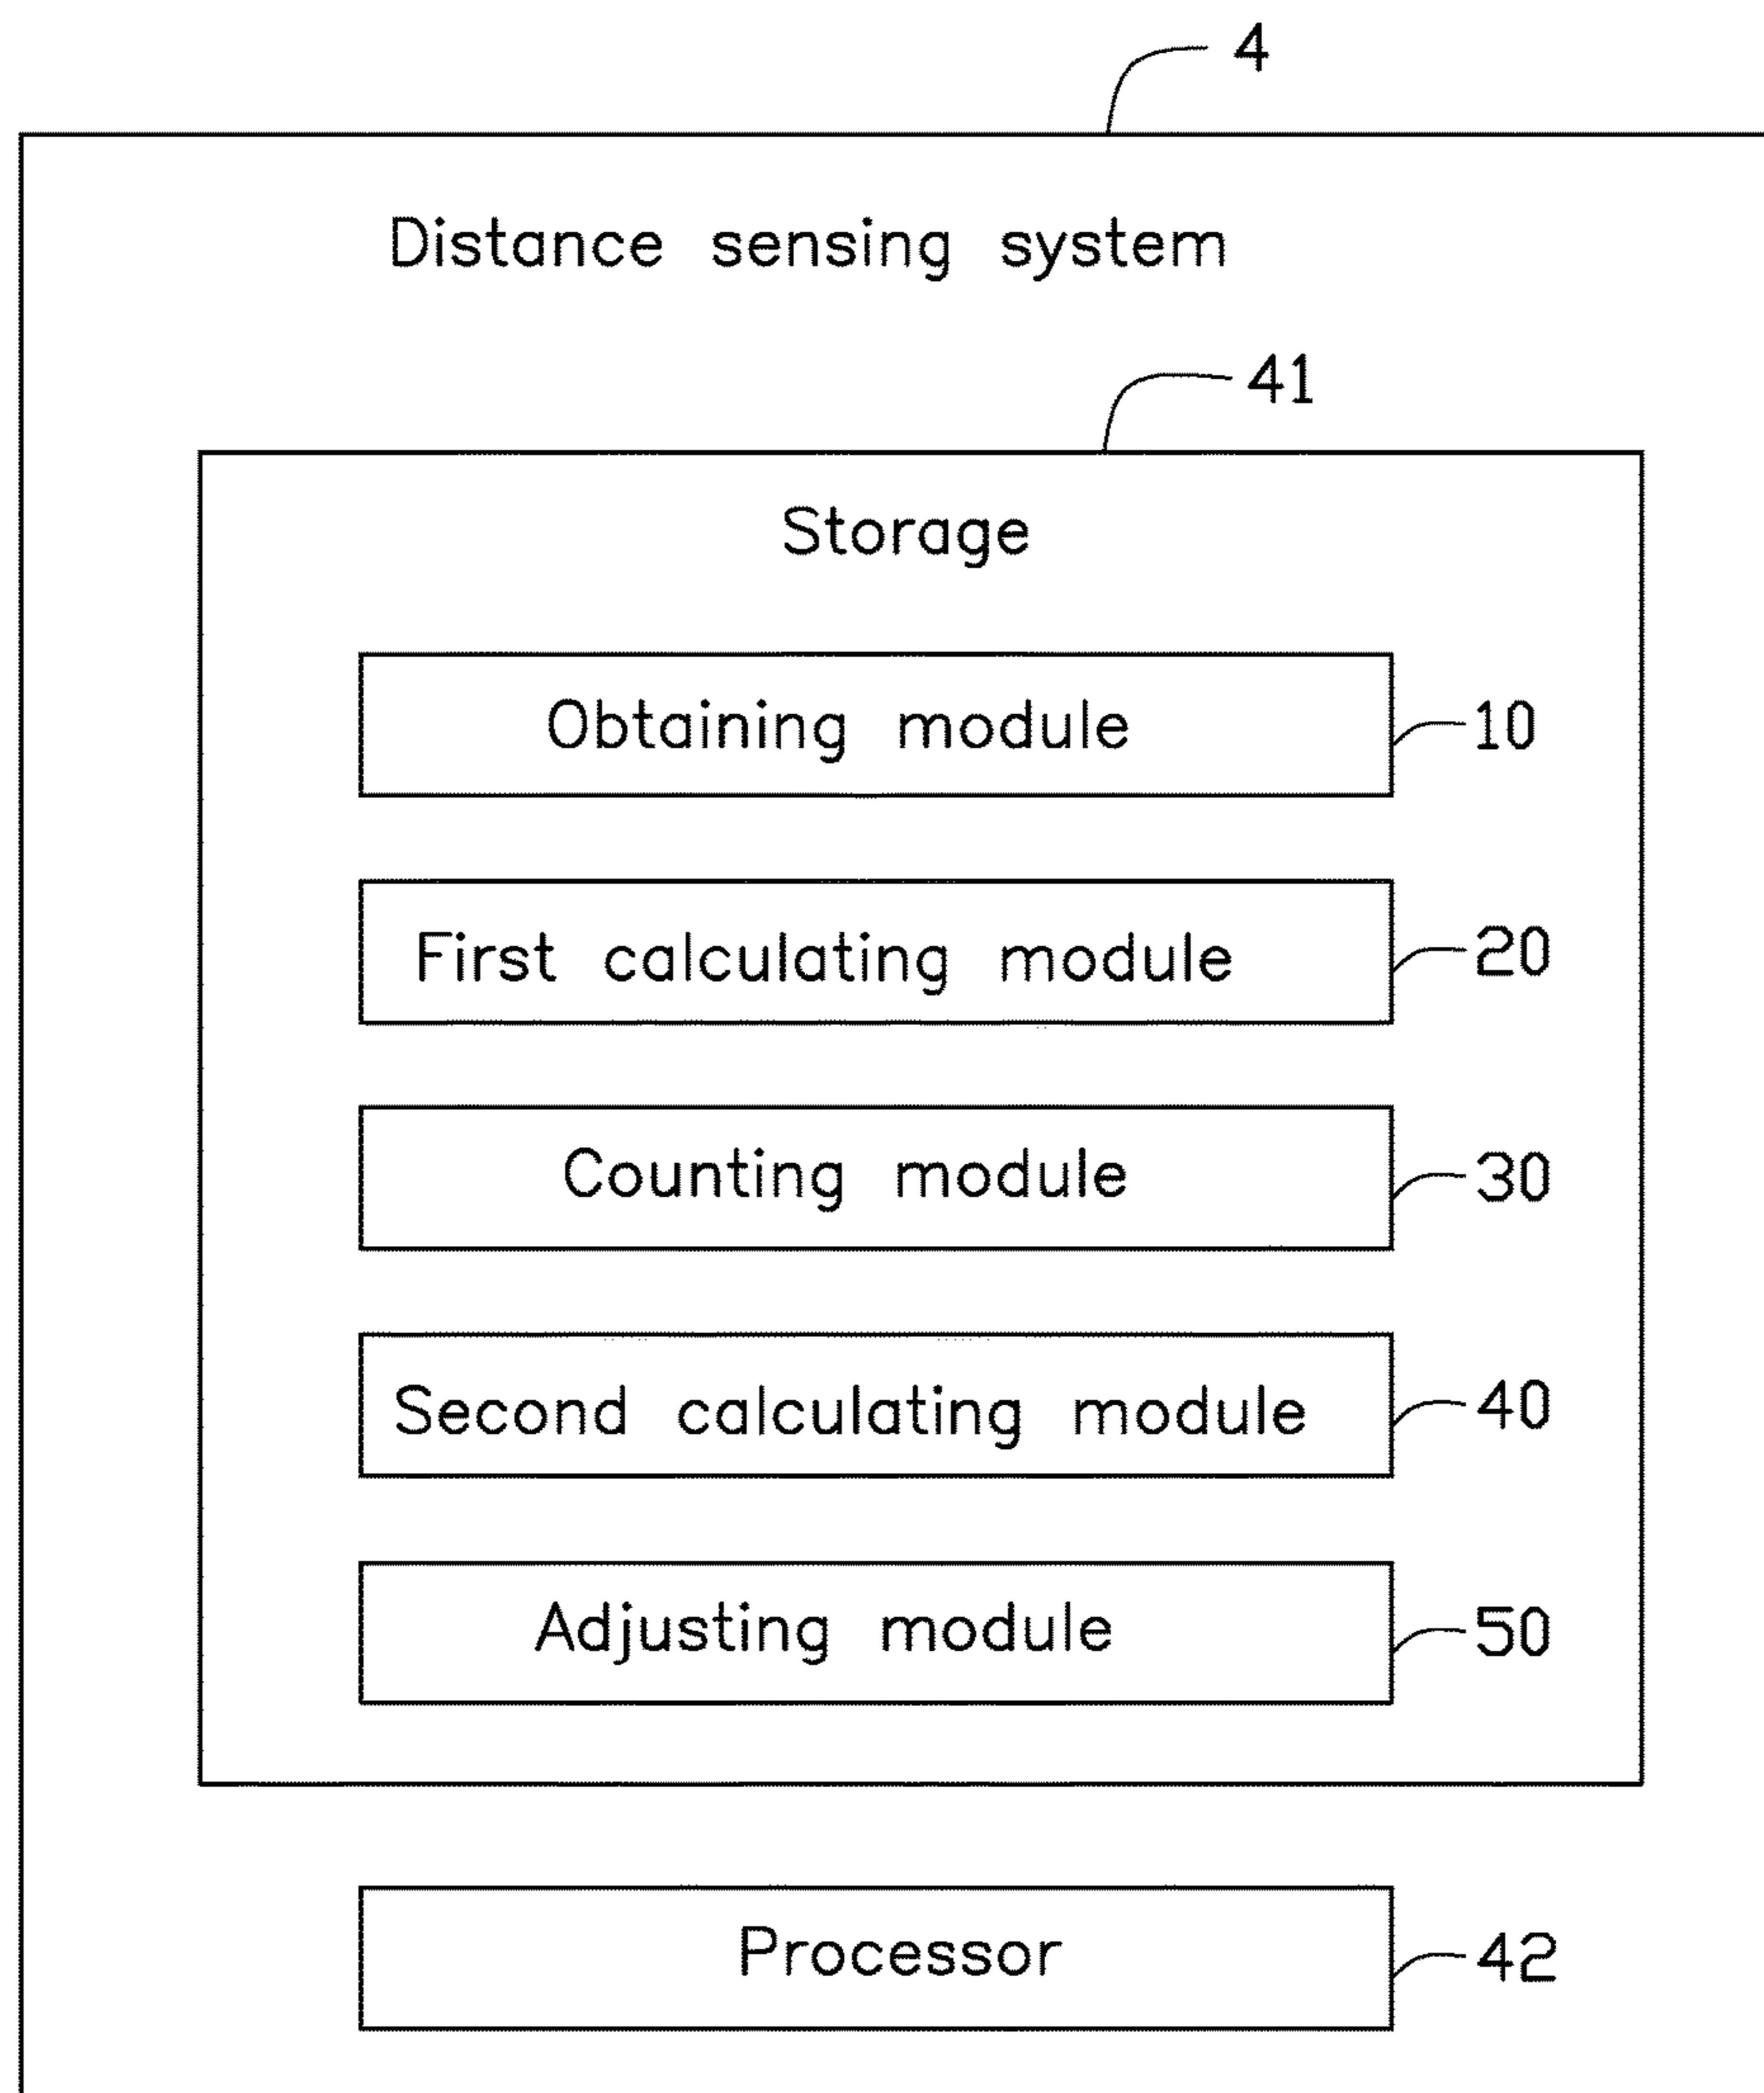 4
Distance sensing system
41
Storage
Obtaining module 10
First calculating module 20
Counting module 30
Second calculating module 40
Adjusting module 50
Processor 42